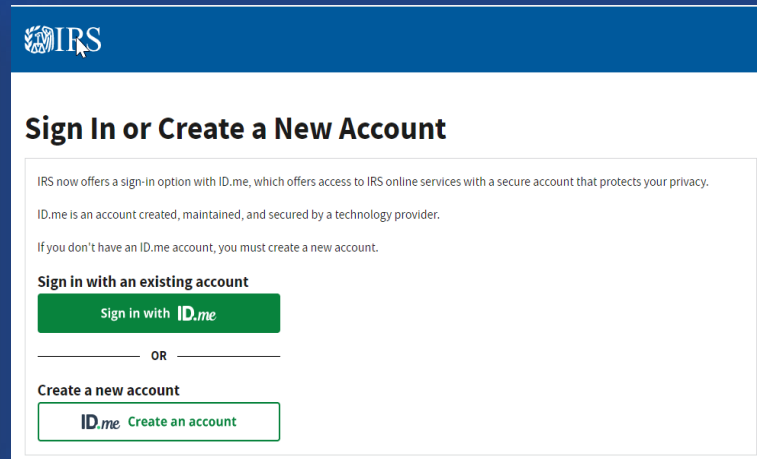 IRS
Sign In or Create a New Account
IRS now offers a sign-in option with ID.me, which offers access to IRS online services with a secure account that protects your privacy.
ID.me is an account created, maintained, and secured by a technology provider.
If you don't have an ID.me account, you must create a new account.
Sign in with an existing account
Sign in with ID.me
OR
Create a new account
ID.me Create an account